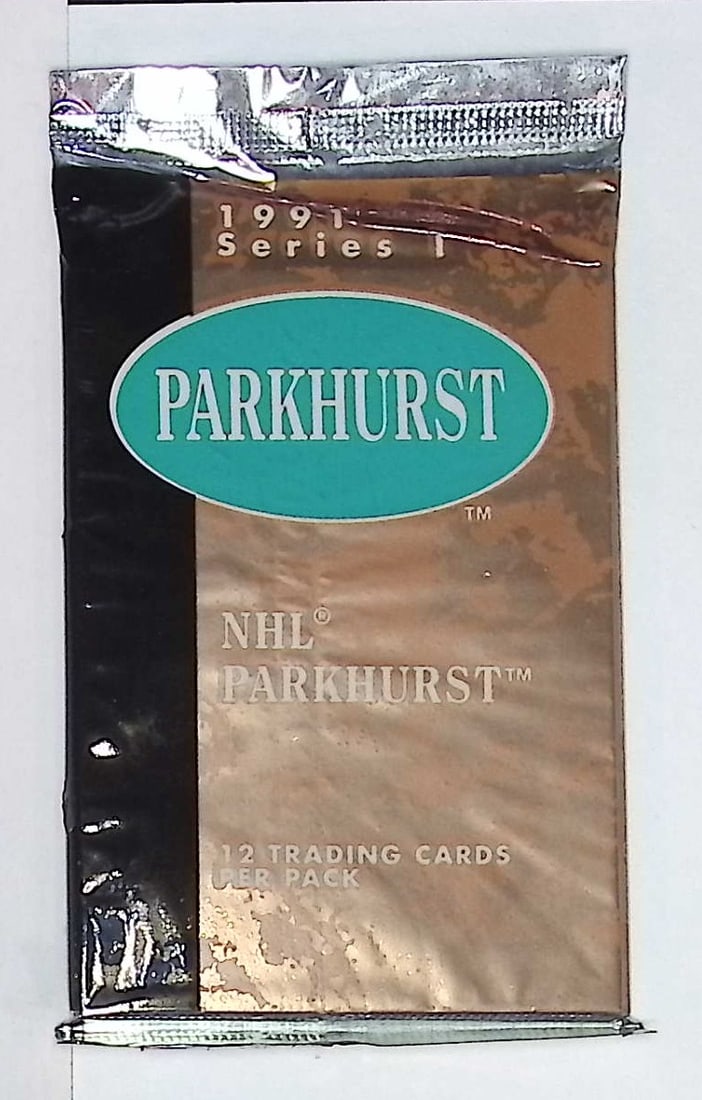 1991
Series 1
PARKHURST
TM
NHL®
PARKHURST™
12 TRADING CARDS
PER PACK